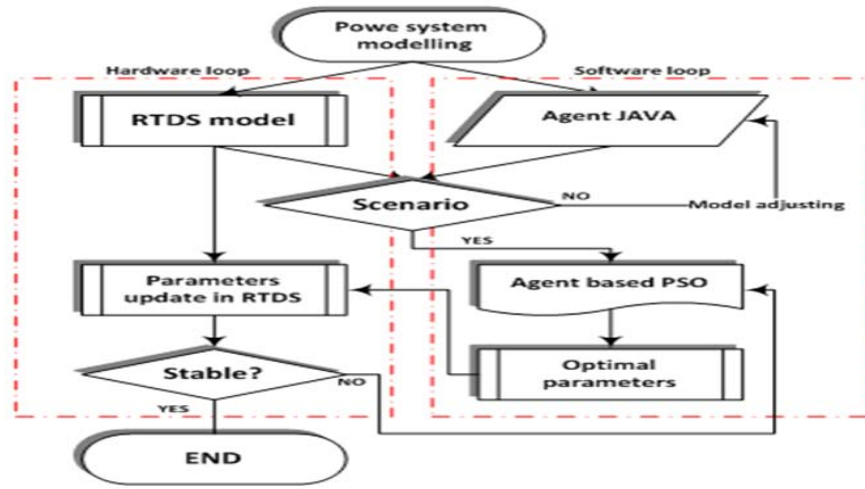 Powe system
modelling
Hardware loop
Software loop
RTDS model
Agent JAVA
Scenario
NO
Model adjusting
YES
Parameters
update in RTDS
Agent based PSO
Stable?
NO
Optimal
parameters
YES
END